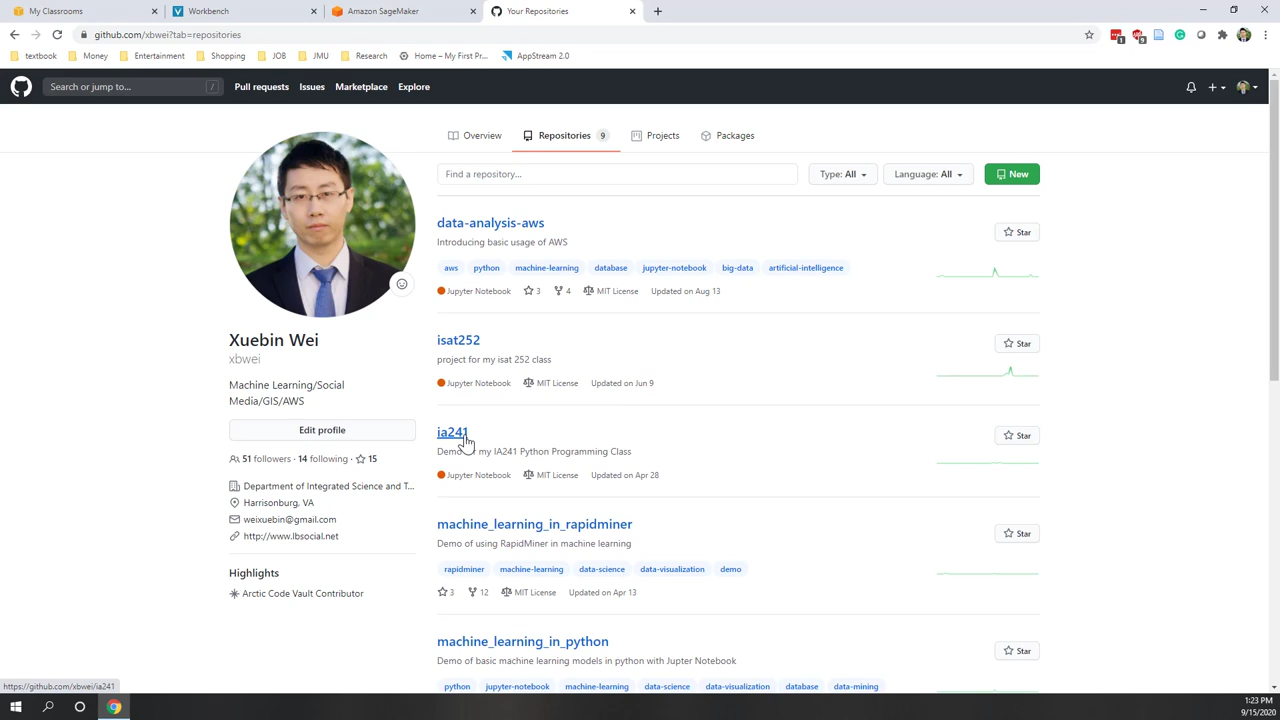 My Classrooms
Workbench
Amazon SageMaker
Your Repositories
github.com/xbwei?tab=repositories
1
9
textbook
Money
Entertainment
Shopping
JOB
JMU
Research
Home – My First Pr...
AppStream 2.0
Search or jump to...
/
Pull requests
Issues
Marketplace
Explore
Overview
Repositories 9
Projects
Packages
Find a repository...
Type: All
Language: All
New
data-analysis-aws
Star
Introducing basic usage of AWS
aws python machine-learning database jupyter-notebook big-data artificial-intelligence
Jupyter Notebook 3 4 MIT License Updated on Aug 13
isat252
Star
project for my isat 252 class
Jupyter Notebook MIT License Updated on Jun 9
ia241
Star
my IA241 Python Programming Class
Jupyter Notebook MIT License Updated on Apr 28
machine_learning_in_rapidminer
Star
Demo of using RapidMiner in machine learning
rapidminer machine-learning data-science data-visualization demo
3 12 MIT License Updated on Apr 13
machine_learning_in_python
Star
Demo of basic machine learning models in python with Jupter Notebook
python jupyter-notebook machine-learning data-science data-visualization database data-mining
Xuebin Wei
xbwei
Machine Learning/Social
Media/GIS/AWS
Edit profile
51 followers · 14 following · 15
Department of Integrated Science and T...
Harrisonburg, VA
weixuebin@gmail.com
http://www.lbsocial.net
Highlights
Arctic Code Vault Contributor
https://github.com/xbwei/ia241
1:23 PM
9/15/2020